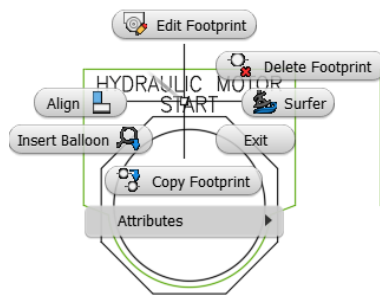 Edit Footprint
Delete Footprint
HYDRAULIC MOTOR
START
Align
Surfer
Insert Balloon
Exit
Copy Footprint
Attributes